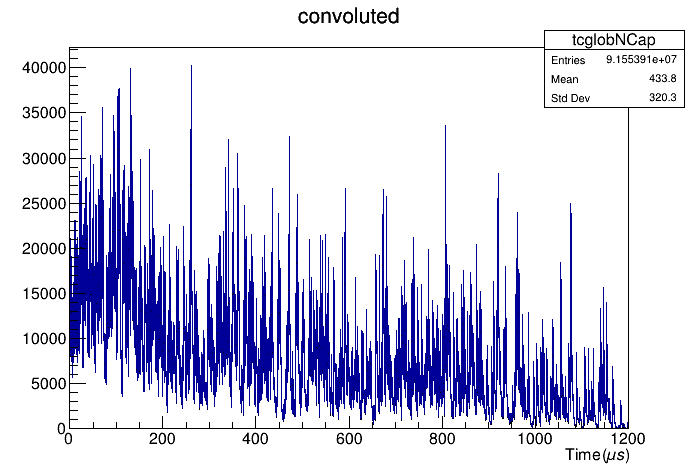 convoluted
tcglobNCap
Entries 9.155391e+07
Mean 433.8
Std Dev 320.3
40000
35000
30000
25000
20000
15000
10000
5000
0
0 200 400 600 800 1000 1200
Time(μs)